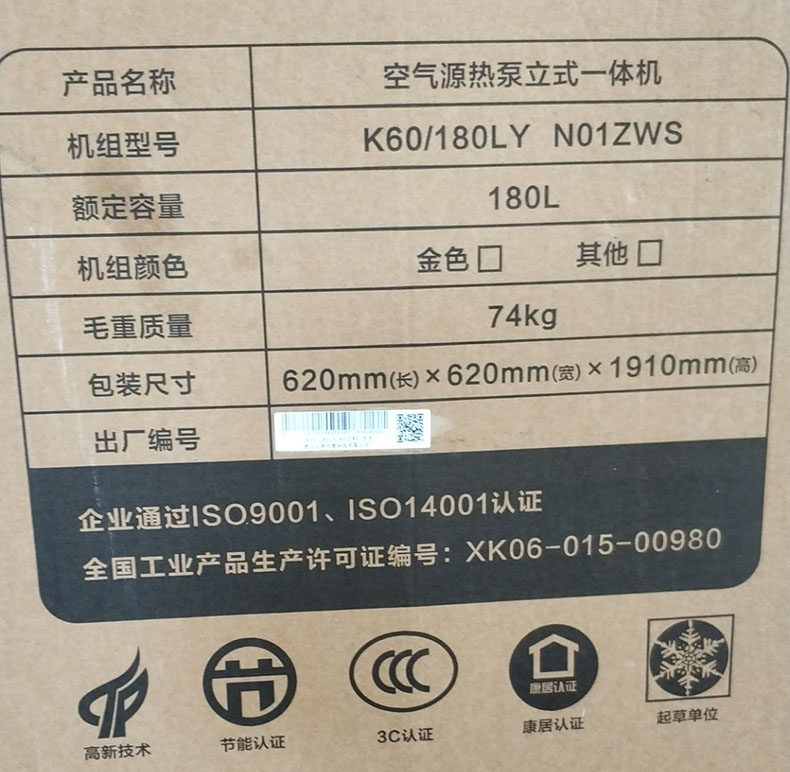 产品名称 空气源热泵立式一体机
机组型号 K60/180LY N01ZWS
额定容量 180L
机组颜色 金色□ 其他□
毛重质量 74kg
包装尺寸 620mm(长)×620mm(宽)×1910mm(高)
出厂编号
企业通过ISO9001、ISO14001认证
全国工业产品生产许可证编号：XK06-015-00980
康居认证
高新技术 节能认证 3C认证 康居认证 起草单位